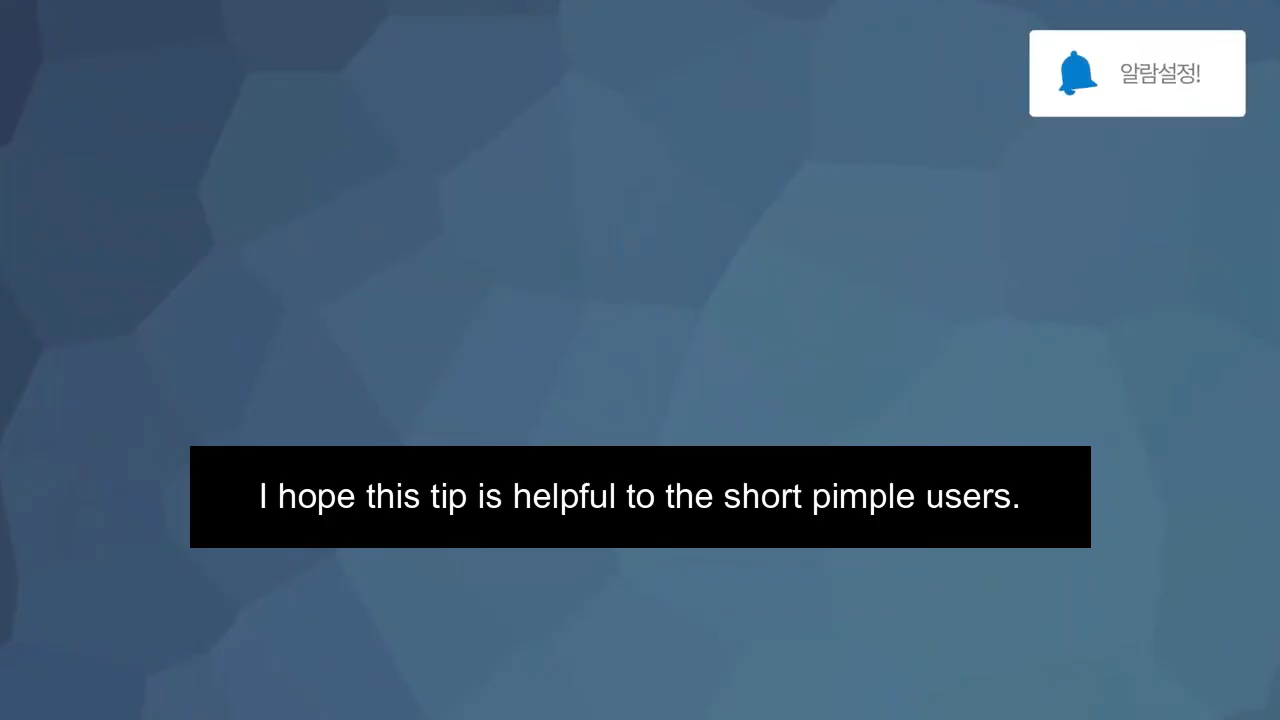 알람설정!
I hope this tip is helpful to the short pimple users.